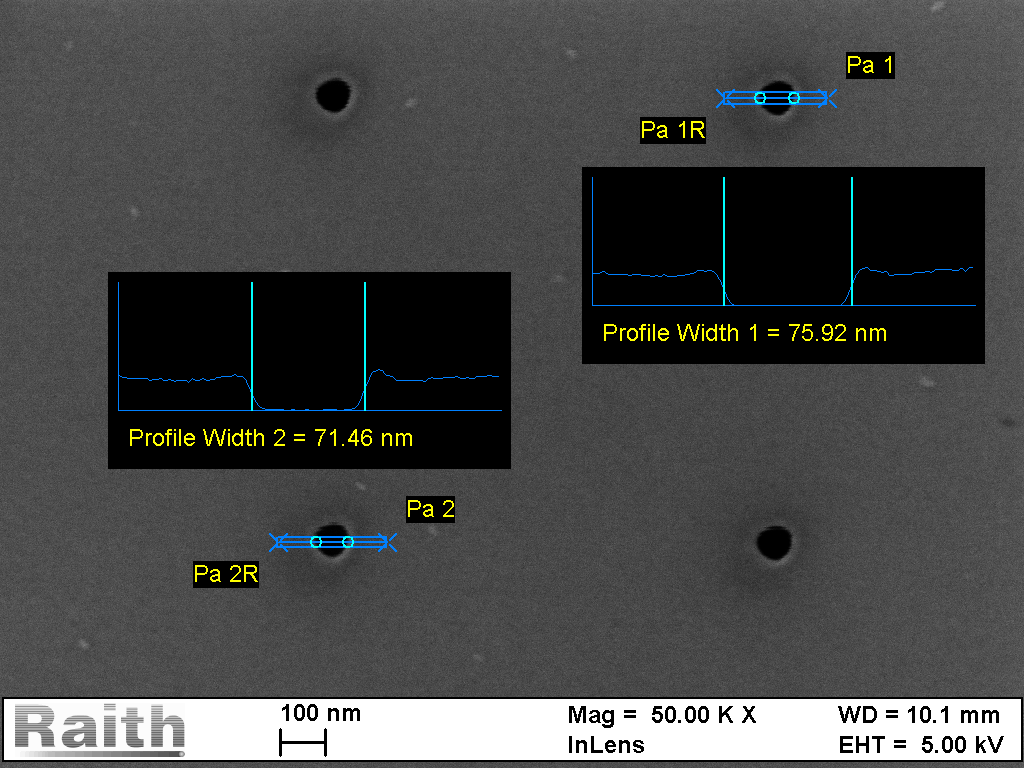 Pa 1
Pa 1R
Profile Width 1 = 75.92 nm
Profile Width 2 = 71.46 nm
Pa 2
Pa 2R
Raith
100 nm
Mag = 50.00 K X
InLens
WD = 10.1 mm
EHT = 5.00 kV